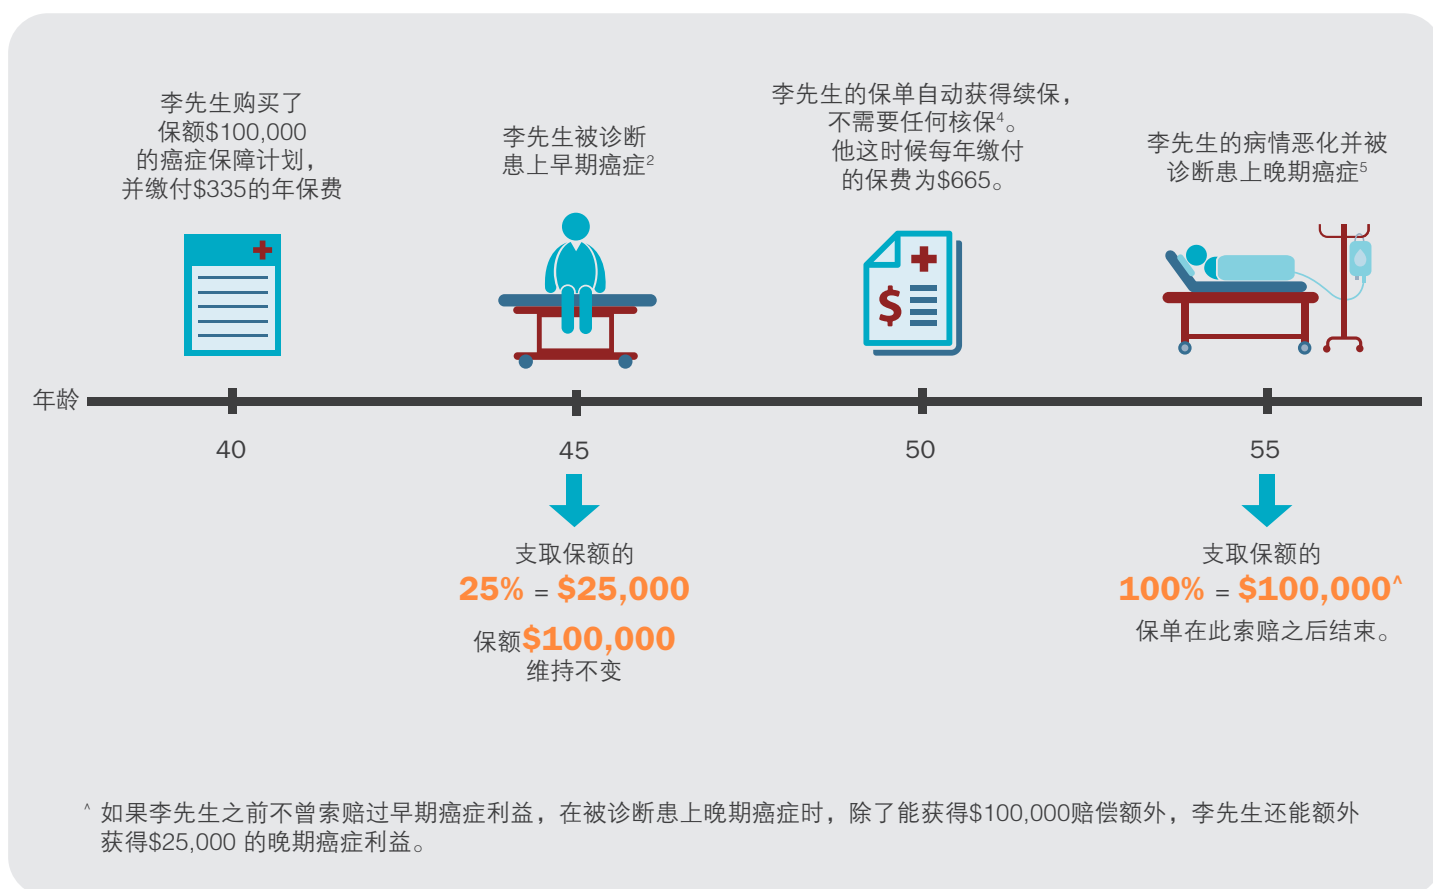 李先生购买了
保额$100,000
的癌症保障计划，
并缴付$335的年保费
李先生被诊断
患上早期癌症2
李先生的保单自动获得续保，
不需要任何核保4。
他这时候每年缴付
的保费为$665。
李先生的病情恶化并被
诊断患上晚期癌症5
$
年龄
40
45
50
55
支取保额的
25% = $25,000
保额$100,000
维持不变
支取保额的
100% = $100,000^
保单在此索赔之后结束。
^ 如果李先生之前不曾索赔过早期癌症利益，在被诊断患上晚期癌症时，除了能获得$100,000赔偿额外，李先生还能额外
获得$25,000 的晚期癌症利益。